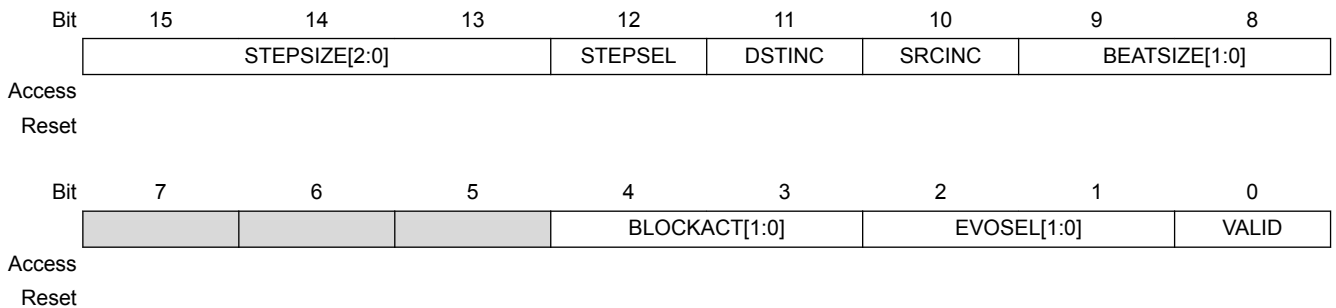 Bit 15 14 13 12 11 10 9 8
STEPSIZE[2:0] STEPSEL DSTINC SRCINC BEATSIZE[1:0]
Access
Reset
Bit 7 6 5 4 3 2 1 0
BLOCKACT[1:0] EVOSEL[1:0] VALID
Access
Reset